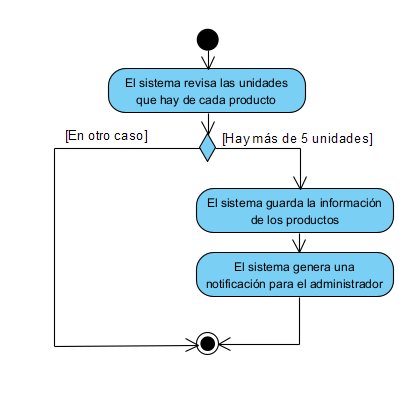 El sistema revisa las unidades
que hay de cada producto
[En otro caso]
[Hay más de 5 unidades]
El sistema guarda la información
de los productos
El sistema genera una
notificación para el administrador